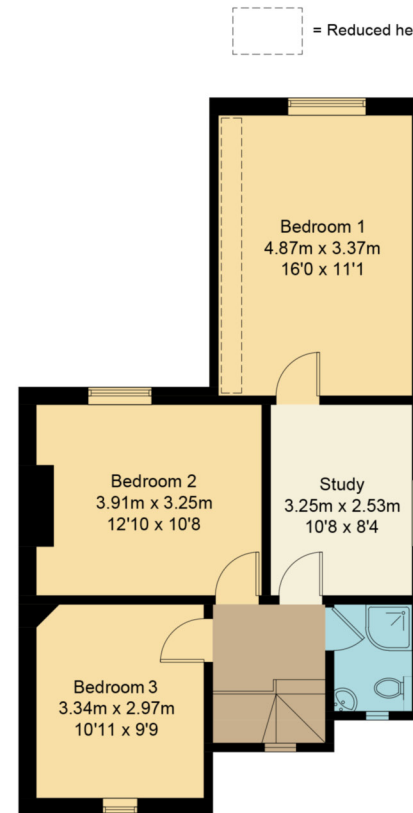 = Reduced he
Bedroom 1
4.87m x 3.37m
16'0 x 11'1
Bedroom 2
3.91m x 3.25m
12'10 x 10'8
Study
3.25m x 2.53m
10'8 x 8'4
Bedroom 3
3.34m x 2.97m
10'11 x 9'9